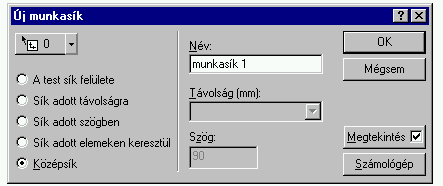 Új munkasík
0
A test sík felülete
Sík adott távolságra
Sík adott szögben
Sík adott elemeken keresztül
Középsík
Név:
munkasík 1
Távolság (mm):
Szög:
90
OK
Mégsem
Megtekintés
Számológép